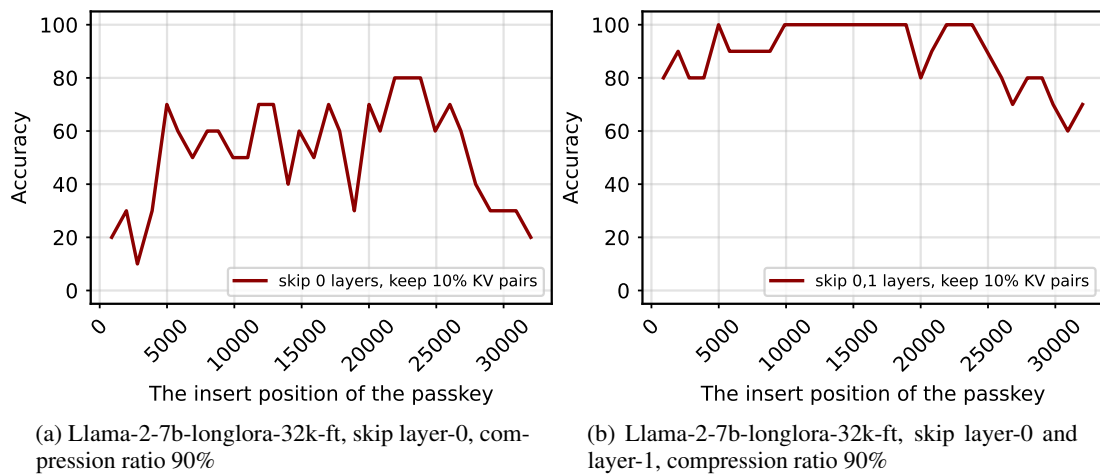 100
80
60
40
20
0
Accuracy
skip 0 layers, keep 10% KV pairs
0
5000
10000
15000
20000
25000
30000
The insert position of the passkey
(a) Llama-2-7b-longlora-32k-ft, skip layer-0, com-
pression ratio 90%
100
80
60
40
20
0
Accuracy
skip 0,1 layers, keep 10% KV pairs
0
5000
10000
15000
20000
25000
30000
The insert position of the passkey
(b) Llama-2-7b-longlora-32k-ft, skip layer-0 and
layer-1, compression ratio 90%